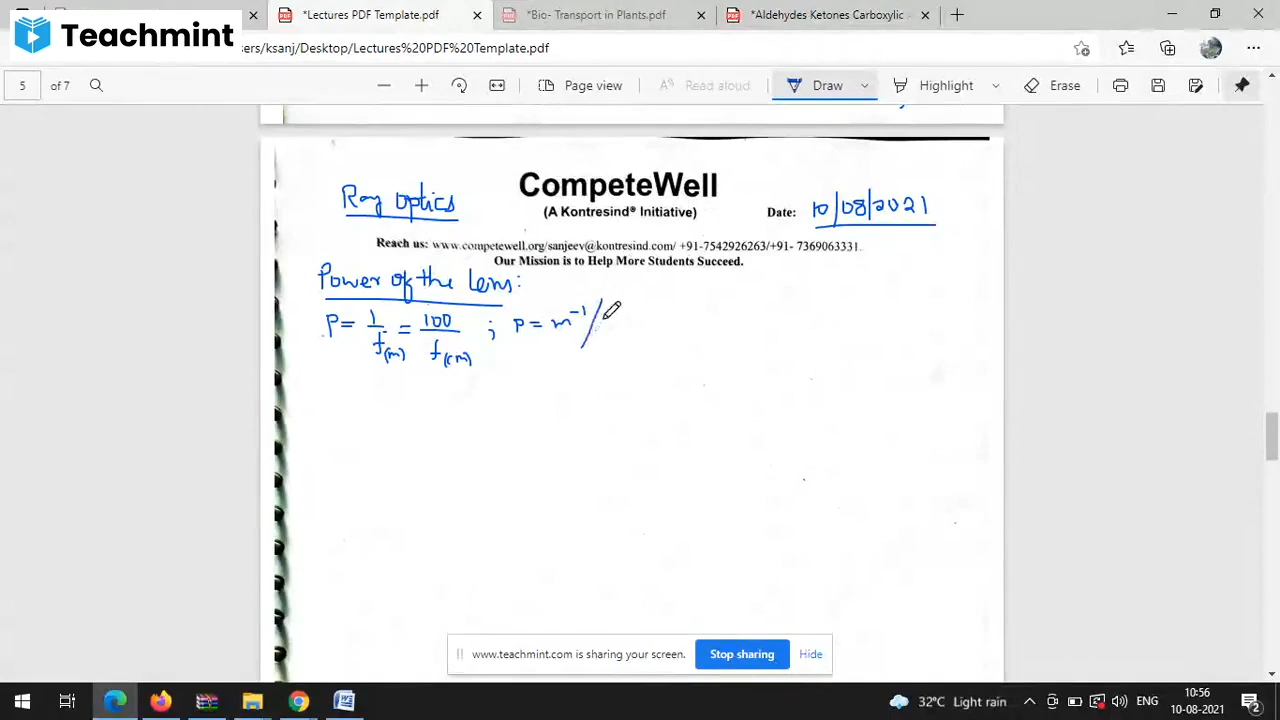 *Lectures PDF Template.pdf
*Bio- Transport in Plants.pdf
*Aldehydes Ketones Carboxylic
Teachmint
ers/ksanj/Desktop/Lectures%20PDF%20Template.pdf
5 of 7
Page view
Read aloud
Draw
Highlight
Erase
Ray optics
CompeteWell
(A Kontresind® Initiative)
Date: 10/08/2021
Reach us: www.competewell.org/sanjeev@kontresind.com/ +91-7542926263/+91- 7369063331.
Our Mission is to Help More Students Succeed.
Power of the Lens:
P = 1/f(m) = 100/f(cm) ; P = m⁻¹/
www.teachmint.com is sharing your screen.
Stop sharing
Hide
32°C Light rain
ENG
10:56
10-08-2021
2